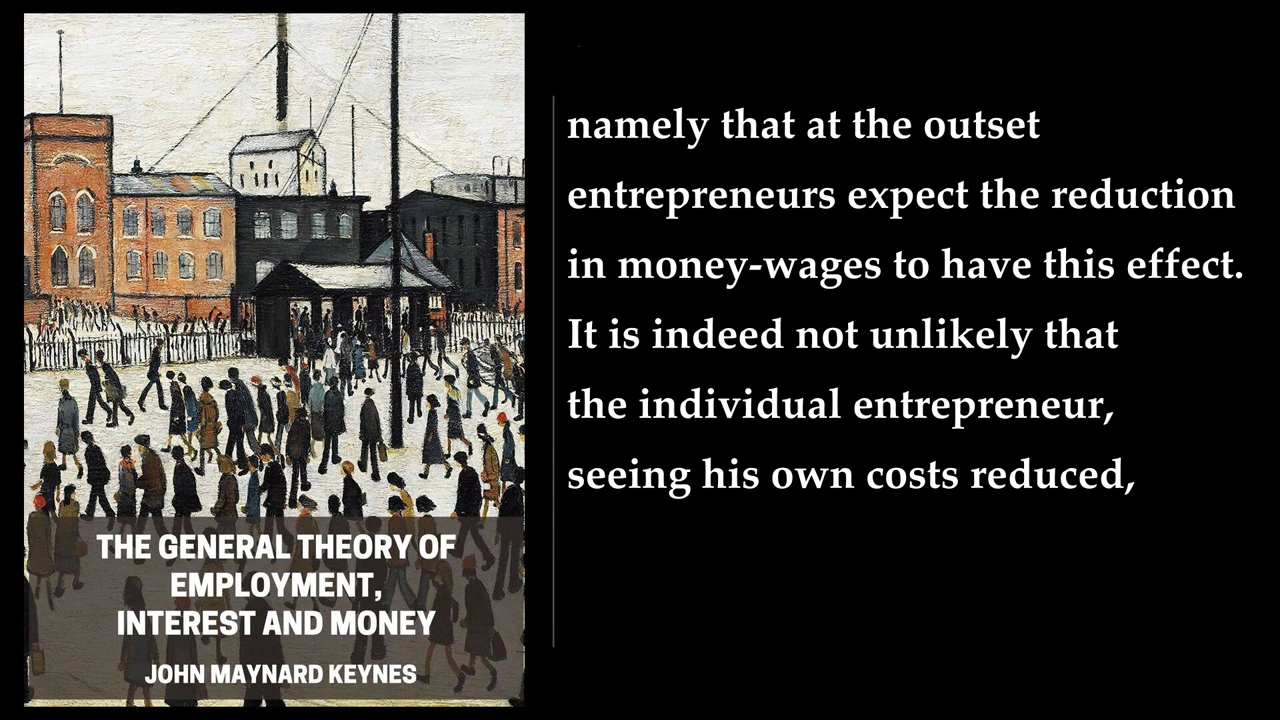 THE GENERAL THEORY OF
EMPLOYMENT,
INTEREST AND MONEY
JOHN MAYNARD KEYNES
namely that at the outset
entrepreneurs expect the reduction
in money-wages to have this effect.
It is indeed not unlikely that
the individual entrepreneur,
seeing his own costs reduced,